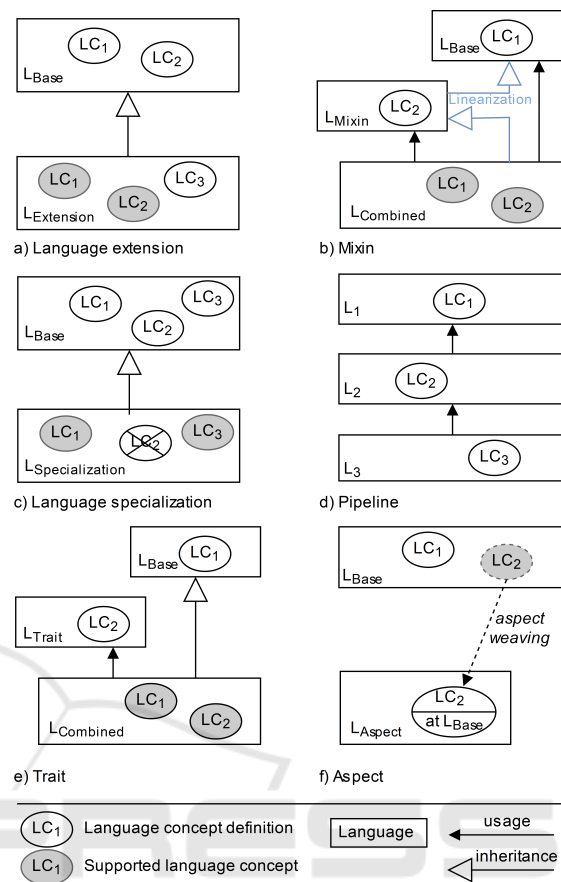 LC1
LC2
LBase
LC1
LC2
LC3
LExtension
a) Language extension
LC1
LBase
Linearization
LC2
LMixin
LC1
LC2
LCombined
b) Mixin
LC1
LC2
LC3
LBase
LC1
LC2
LC3
LSpecialization
c) Language specialization
LC1
L1
LC2
L2
LC3
L3
d) Pipeline
LC1
LBase
LC2
LTrait
LC1
LC2
LCombined
e) Trait
LC1
LC2
LBase
aspect
weaving
LC2
at LBase
LAspect
f) Aspect
LC1 Language concept definition
LC1 Supported language concept
Language
usage
inheritance
PRESS